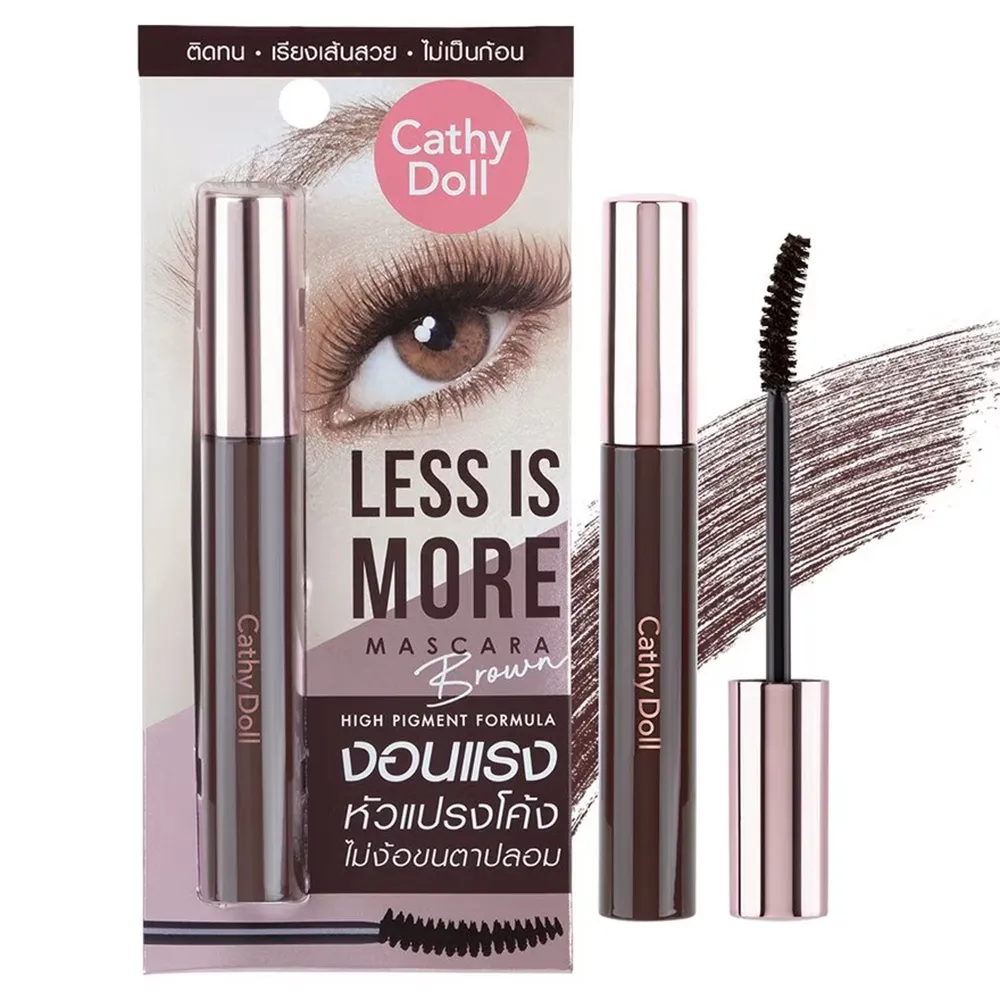 ติดทน • เรียงเส้นสวย • ไม่เป็นก้อน
Cathy
Doll
LESS IS
MORE
MASCARA
Brown
HIGH PIGMENT FORMULA
งอนแรง
หัวแปรงโค้ง
ไม่ง้อขนตาปลอม
Cathy Doll
Cathy Doll